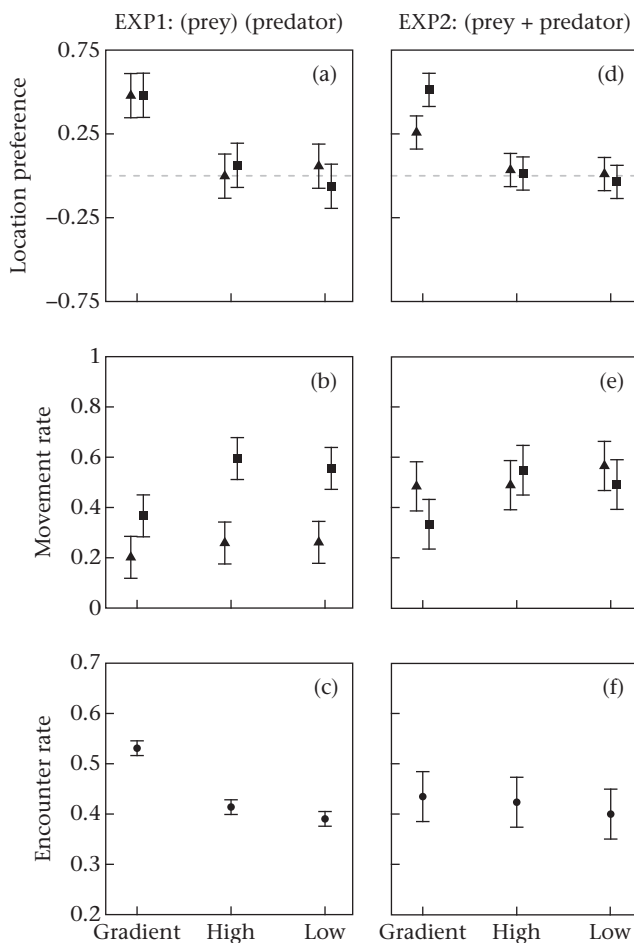 EXP1: (prey) (predator)
EXP2: (prey + predator)
Location preference
0.75
0.25
−0.25
−0.75
(a)
(d)
Movement rate
1
0.8
0.6
0.4
0.2
0
(b)
(e)
Encounter rate
0.7
0.6
0.5
0.4
0.3
0.2
(c)
(f)
Gradient High Low
Gradient High Low